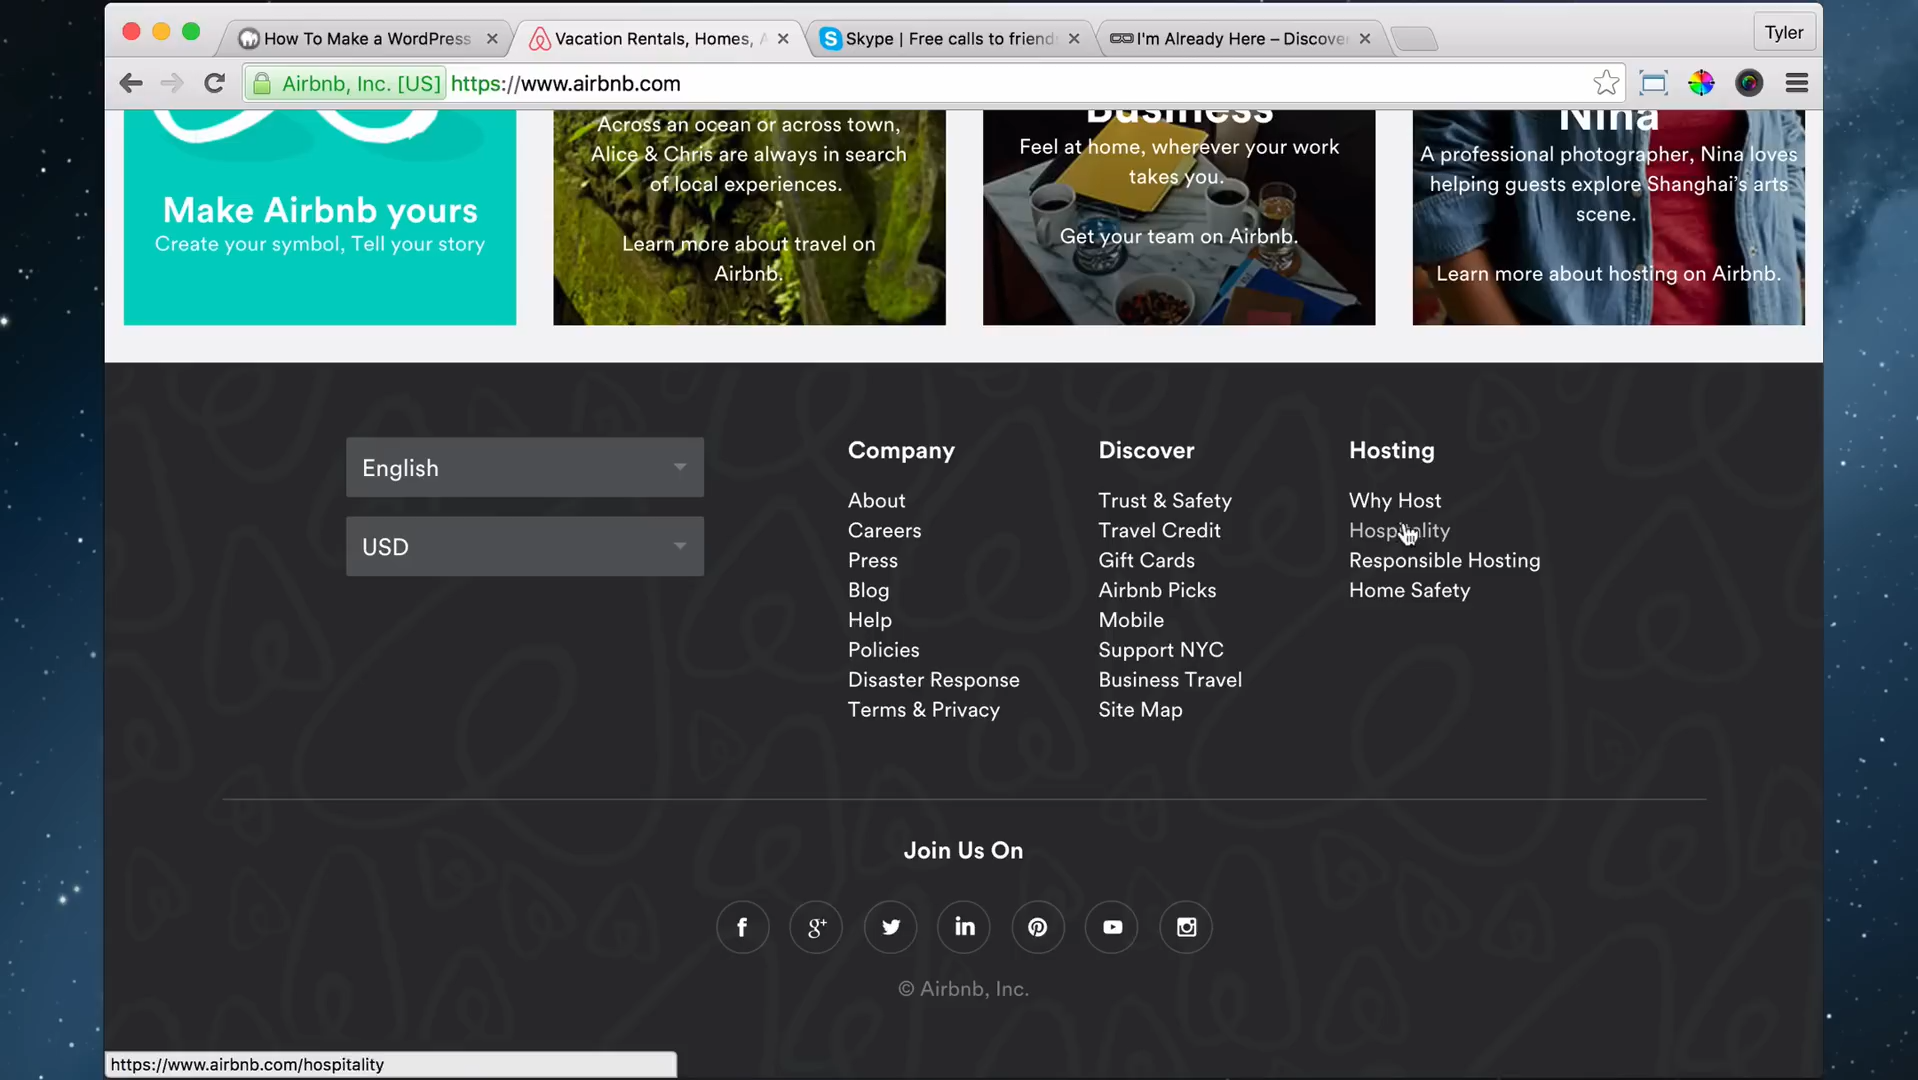 How To Make a WordPress
Vacation Rentals, Homes, A
Skype | Free calls to friend
I'm Already Here – Discove
Tyler
Airbnb, Inc. [US] https://www.airbnb.com
Make Airbnb yours
Create your symbol, Tell your story
Across an ocean or across town,
Alice & Chris are always in search
of local experiences.
Learn more about travel on
Airbnb.
Business
Feel at home, wherever your work
takes you.
Get your team on Airbnb.
Nina
A professional photographer, Nina loves
helping guests explore Shanghai's arts
scene.
Learn more about hosting on Airbnb.
English
USD
Company
About
Careers
Press
Blog
Help
Policies
Disaster Response
Terms & Privacy
Discover
Trust & Safety
Travel Credit
Gift Cards
Airbnb Picks
Mobile
Support NYC
Business Travel
Site Map
Hosting
Why Host
Hospitality
Responsible Hosting
Home Safety
Join Us On
© Airbnb, Inc.
https://www.airbnb.com/hospitality